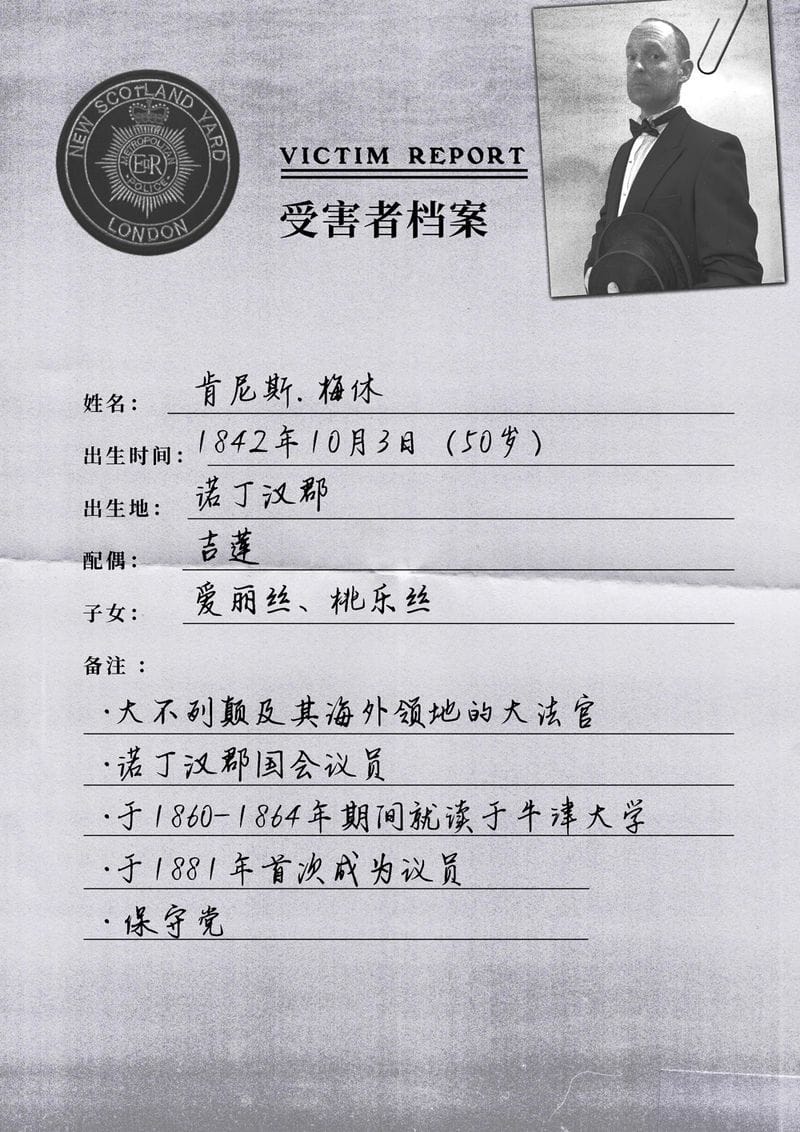 NEW SCOTLAND YARD
METROPOLITAN
EIIR
POLICE
LONDON
VICTIM REPORT
受害者档案
姓名： 肯尼斯.梅休
出生时间： 1842年10月3日（50岁）
出生地： 诺丁汉郡
配偶： 吉莲
子女： 爱丽丝、桃乐丝
备注：
·大不列颠及其海外领地的大法官
·诺丁汉郡国会议员
·于1860-1864年期间就读于牛津大学
·于1881年首次成为议员
·保守党